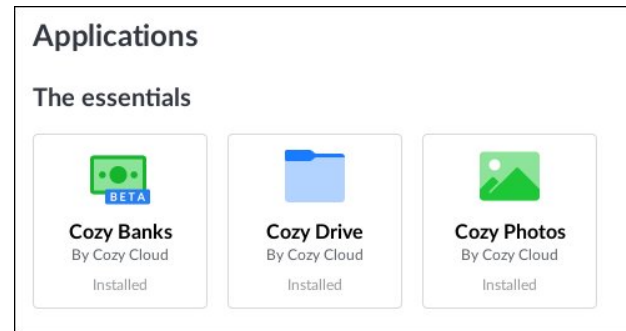 Applications
The essentials
BETA
Cozy Banks
By Cozy Cloud
Installed
Cozy Drive
By Cozy Cloud
Installed
Cozy Photos
By Cozy Cloud
Installed